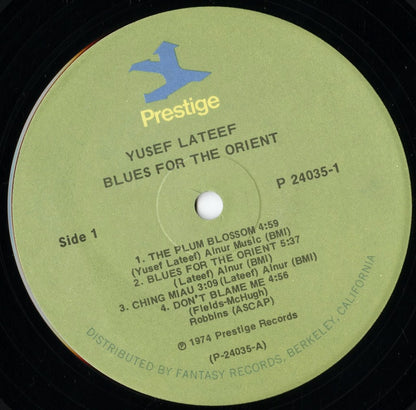 Prestige
YUSEF LATEEF
BLUES FOR THE ORIENT
P 24035-1
Side 1
1. THE PLUM BLOSSOM 4:59
(Yusef Lateef) Alnur Music (BMI)
2. BLUES FOR THE ORIENT 5:37
(Lateef) Alnur (BMI)
3. CHING MIAU 3:09 (Lateef) Alnur (BMI)
4. DON'T BLAME ME 4:56
(Fields-McHugh)
Robbins (ASCAP)
℗ 1974 Prestige Records
(P-24035-A)
DISTRIBUTED BY FANTASY RECORDS, BERKELEY, CALIFORNIA